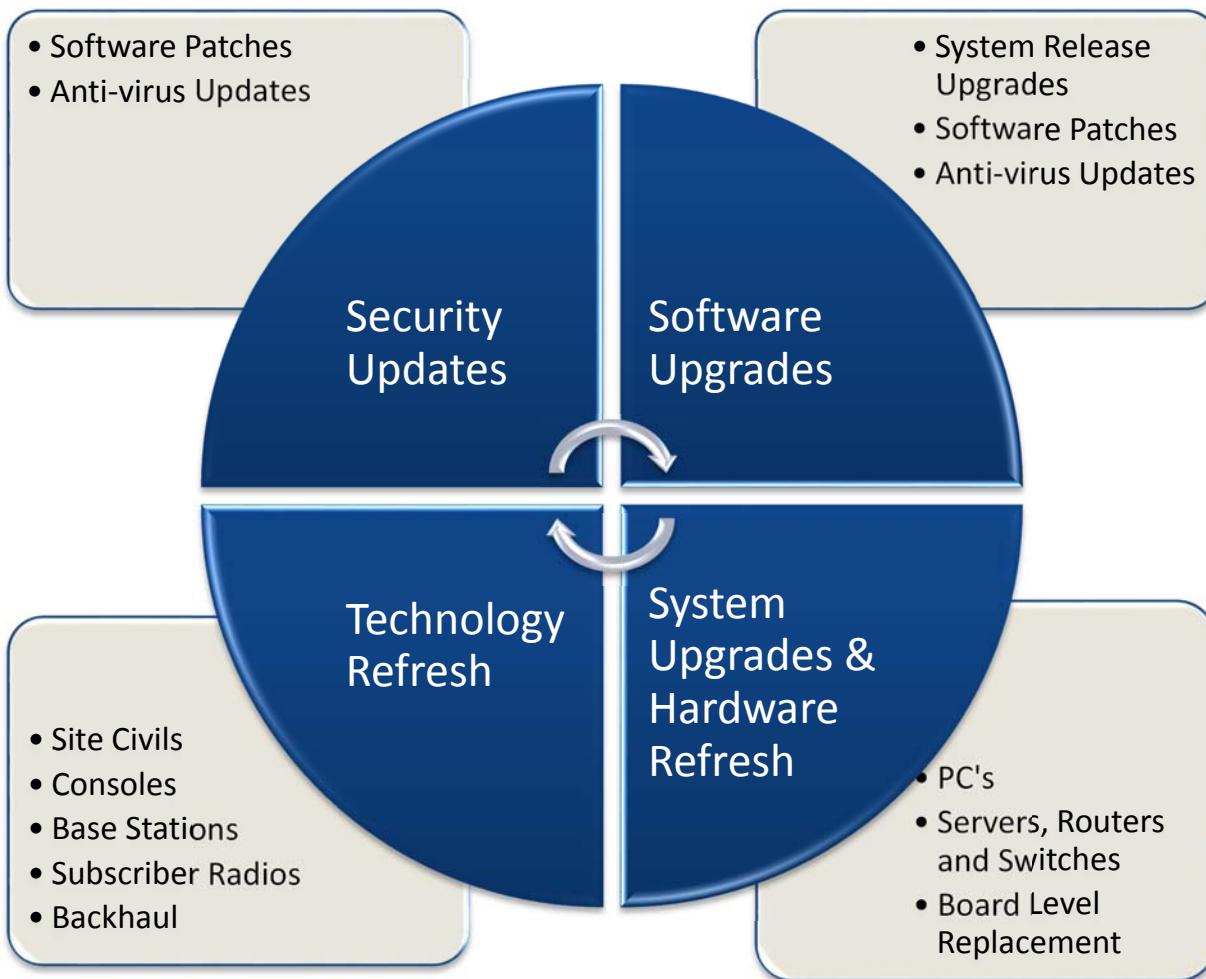 • Software Patches
• Anti-virus Updates
• System Release
Upgrades
• Software Patches
• Anti-virus Updates
Security
Updates
Software
Upgrades
Technology
Refresh
System
Upgrades &
Hardware
Refresh
• Site Civils
• Consoles
• Base Stations
• Subscriber Radios
• Backhaul
• PC's
• Servers, Routers
and Switches
• Board Level
Replacement